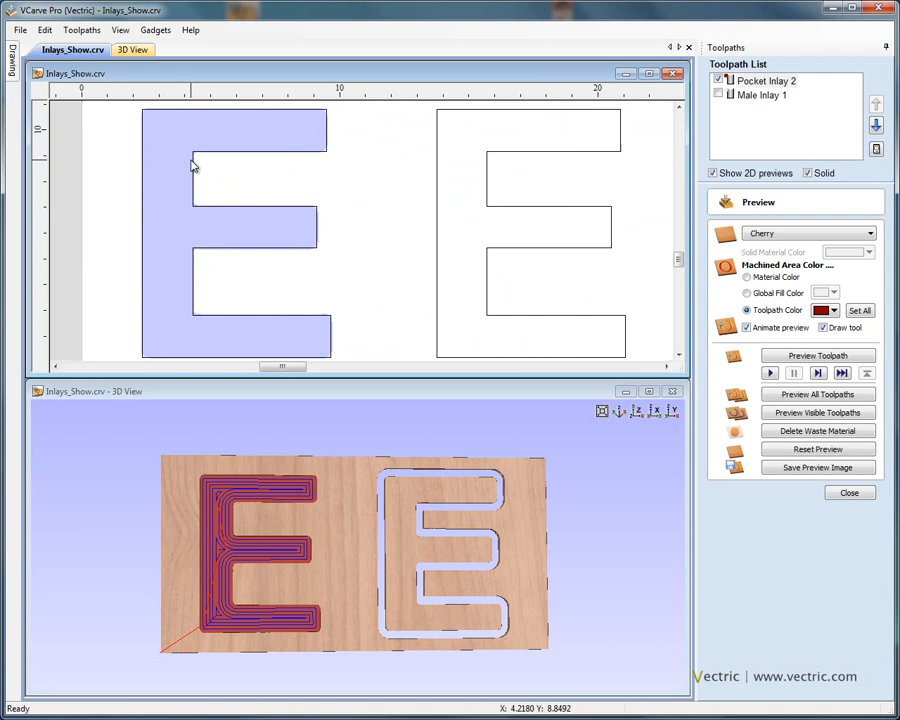 VCarve Pro (Vectric) - Inlays_Show.crv
File Edit Toolpaths View Gadgets Help
Drawing
Inlays_Show.crv 3D View
Inlays_Show.crv
0 10 20
10
Inlays_Show.crv - 3D View
Z X Y
Toolpaths
Toolpath List
Pocket Inlay 2
Male Inlay 1
Show 2D previews Solid
Preview
Cherry
Solid Material Color
Machined Area Color ....
Material Color
Global Fill Color
Toolpath Color Set All
Animate preview Draw tool
Preview Toolpath
Preview All Toolpaths
Preview Visible Toolpaths
Delete Waste Material
Reset Preview
Save Preview Image
Close
Vectric | www.vectric.com
Ready X: 4.2180 Y: 8.8492